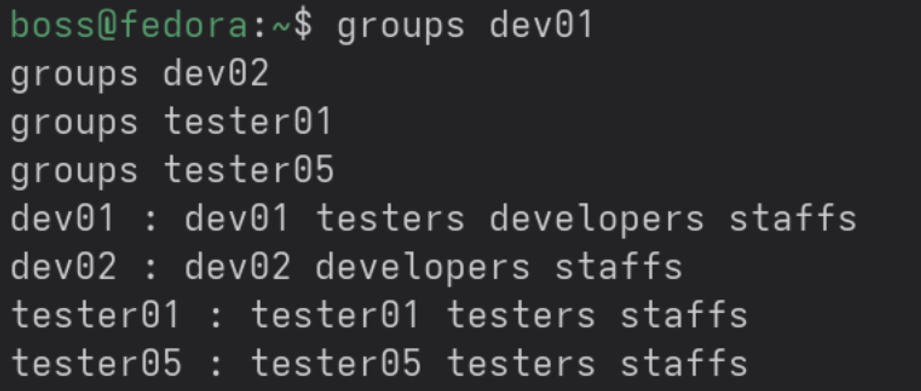 boss@fedora:~$ groups dev01
groups dev02
groups tester01
groups tester05
dev01 : dev01 testers developers staffs
dev02 : dev02 developers staffs
tester01 : tester01 testers staffs
tester05 : tester05 testers staffs